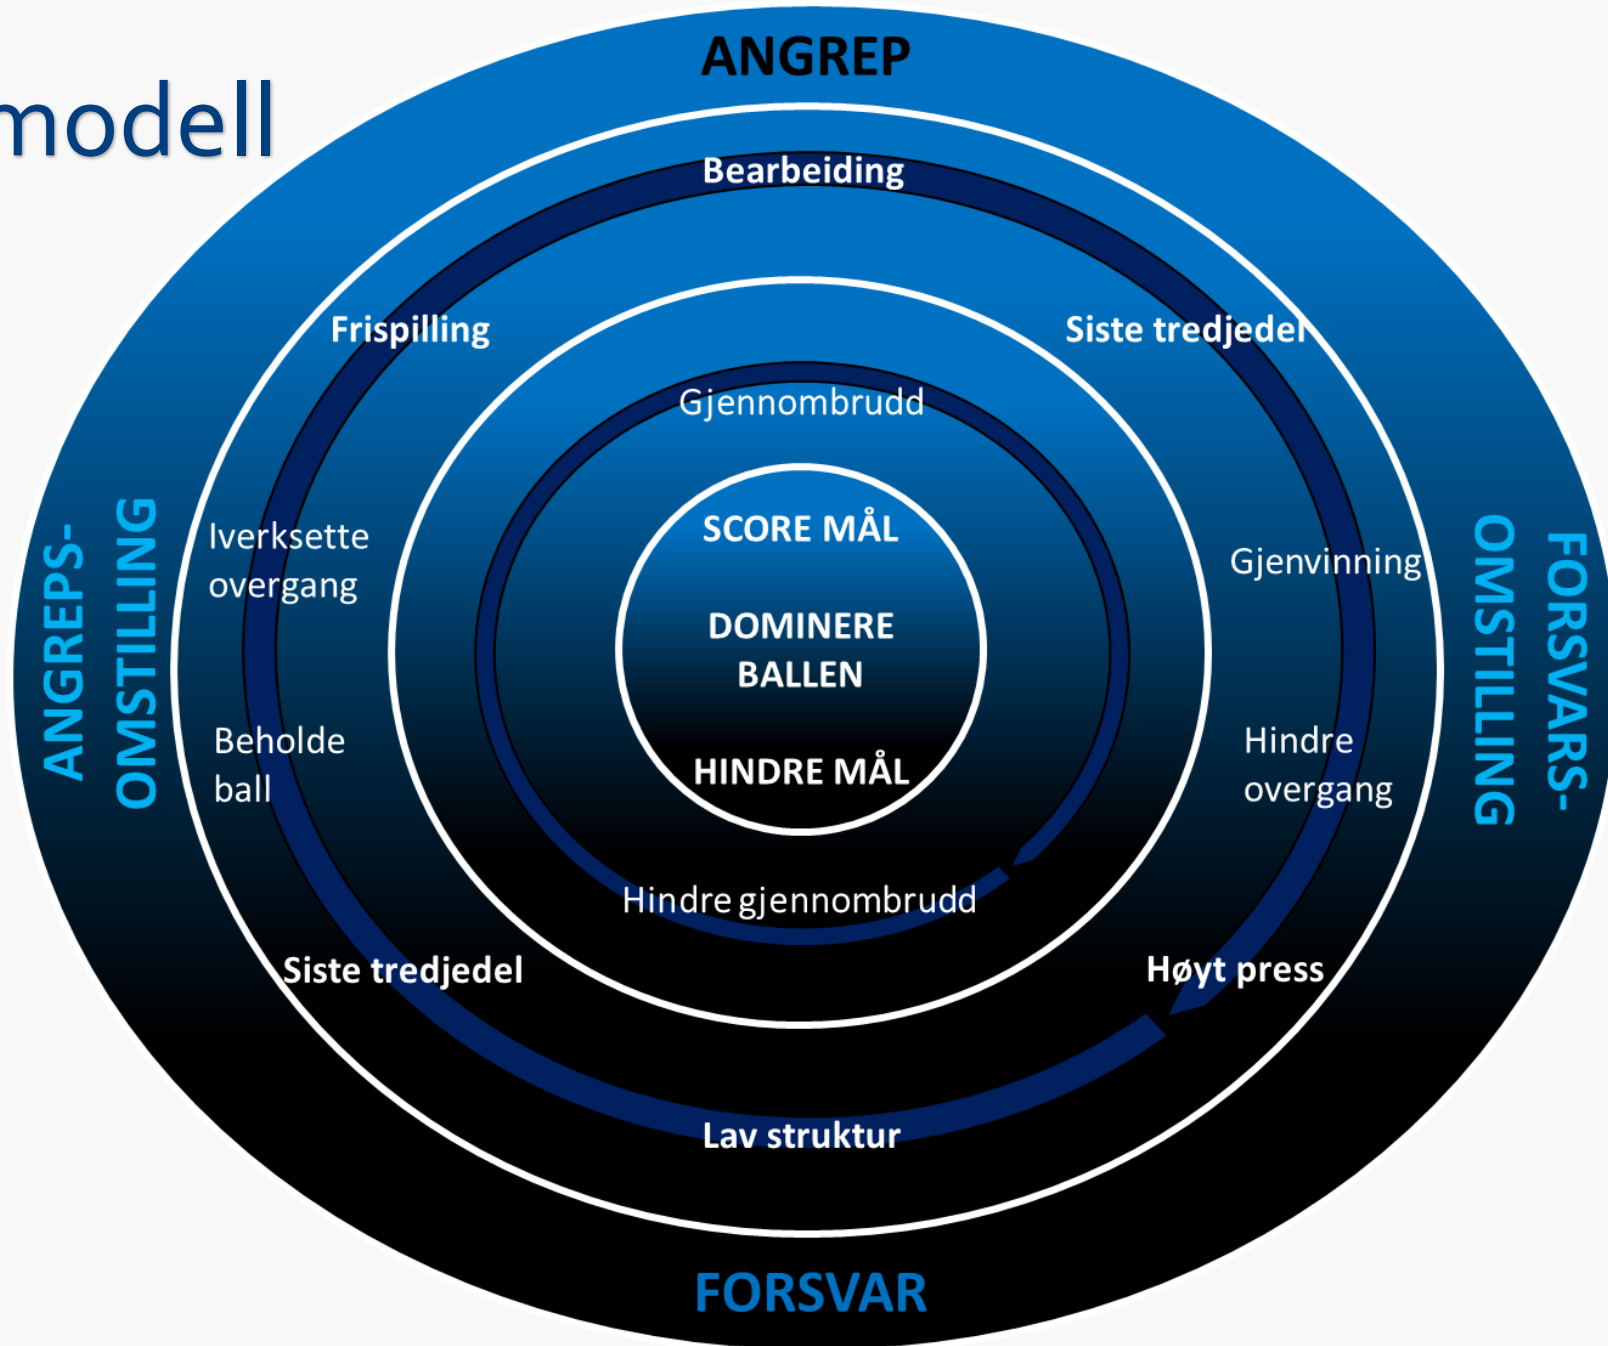 modell
ANGREP
Bearbeiding
Frispilling
Siste tredjedel
Gjennombrudd
ANGREPS-
OMSTILLING
Iverksette
overgang
SCORE MÅL
DOMINERE
BALLEN
HINDRE MÅL
Gjenvinning
FORSVARS-
OMSTILLING
Beholde
ball
Hindre
overgang
Hindre gjennombrudd
Siste tredjedel
Høyt press
Lav struktur
FORSVAR